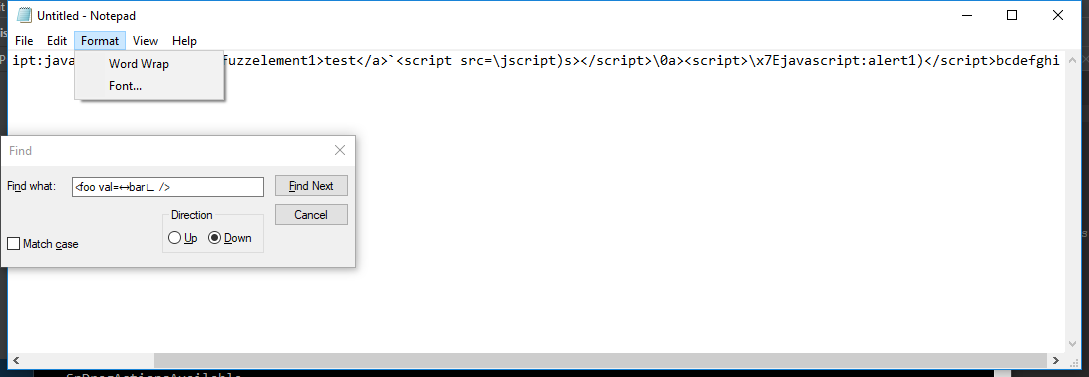 Untitled - Notepad
File Edit Format View Help
ipt:java fuzzelement1>test</a>`<script src=\jscript)s></script>\0a><script>\x7Ejavascript:alert1)</script>bcdefghi
Word Wrap
Font...
Find
Find what: <foo val=↔bar∟ /> Find Next
Direction Cancel
Up Down
Match case